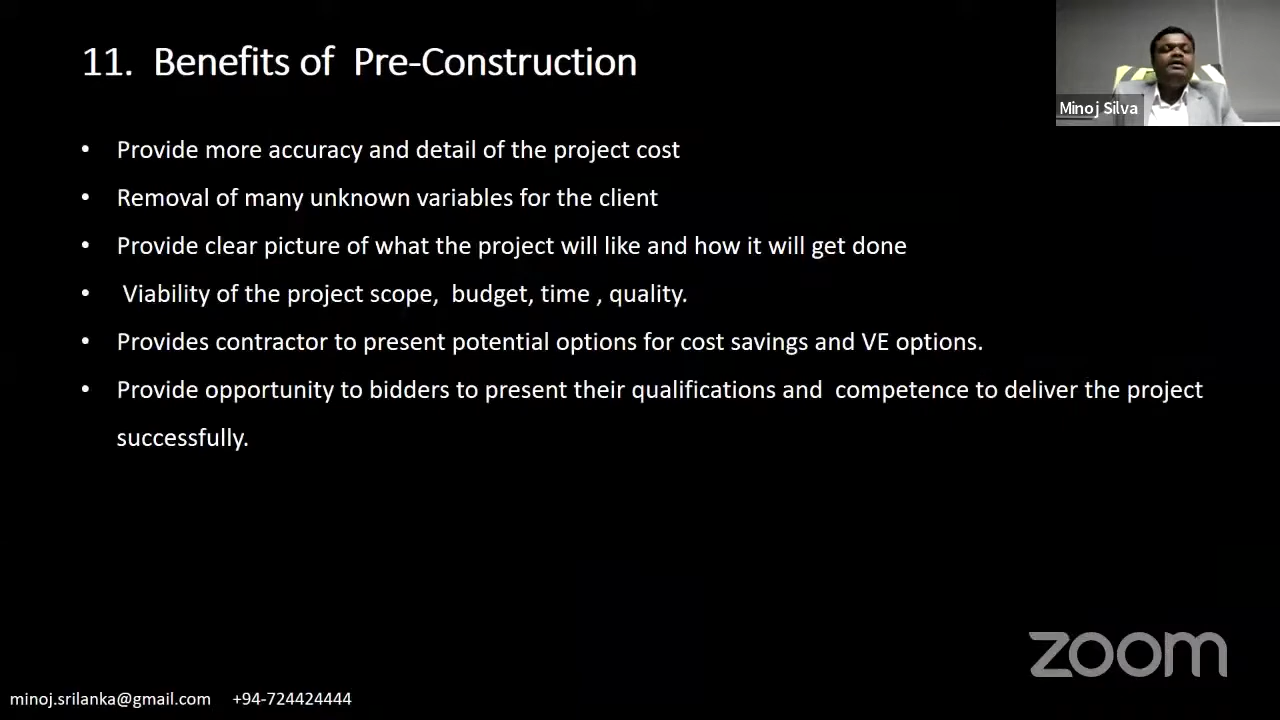 11. Benefits of Pre-Construction
Minoj Silva
• Provide more accuracy and detail of the project cost
• Removal of many unknown variables for the client
• Provide clear picture of what the project will like and how it will get done
• Viability of the project scope, budget, time , quality.
• Provides contractor to present potential options for cost savings and VE options.
• Provide opportunity to bidders to present their qualifications and competence to deliver the project
successfully.
zoom
minoj.srilanka@gmail.com +94-724424444